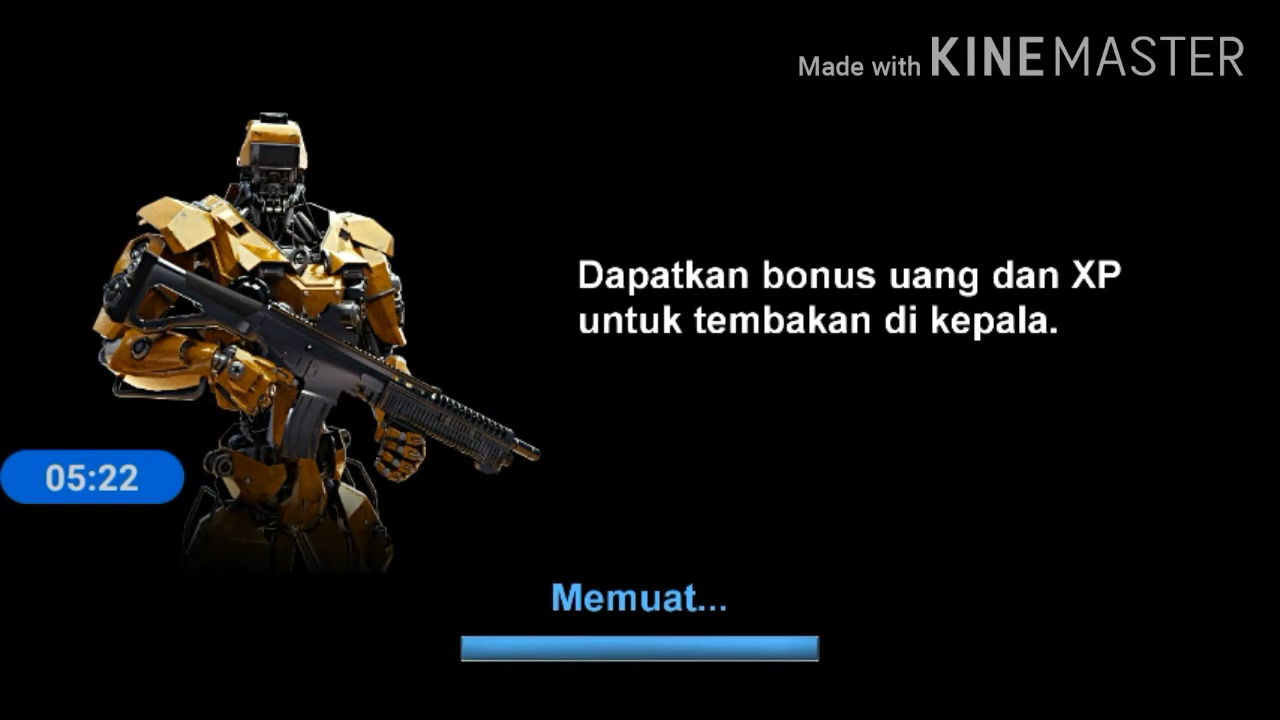 Made with KINEMASTER
Dapatkan bonus uang dan XP
untuk tembakan di kepala.
05:22
Memuat...